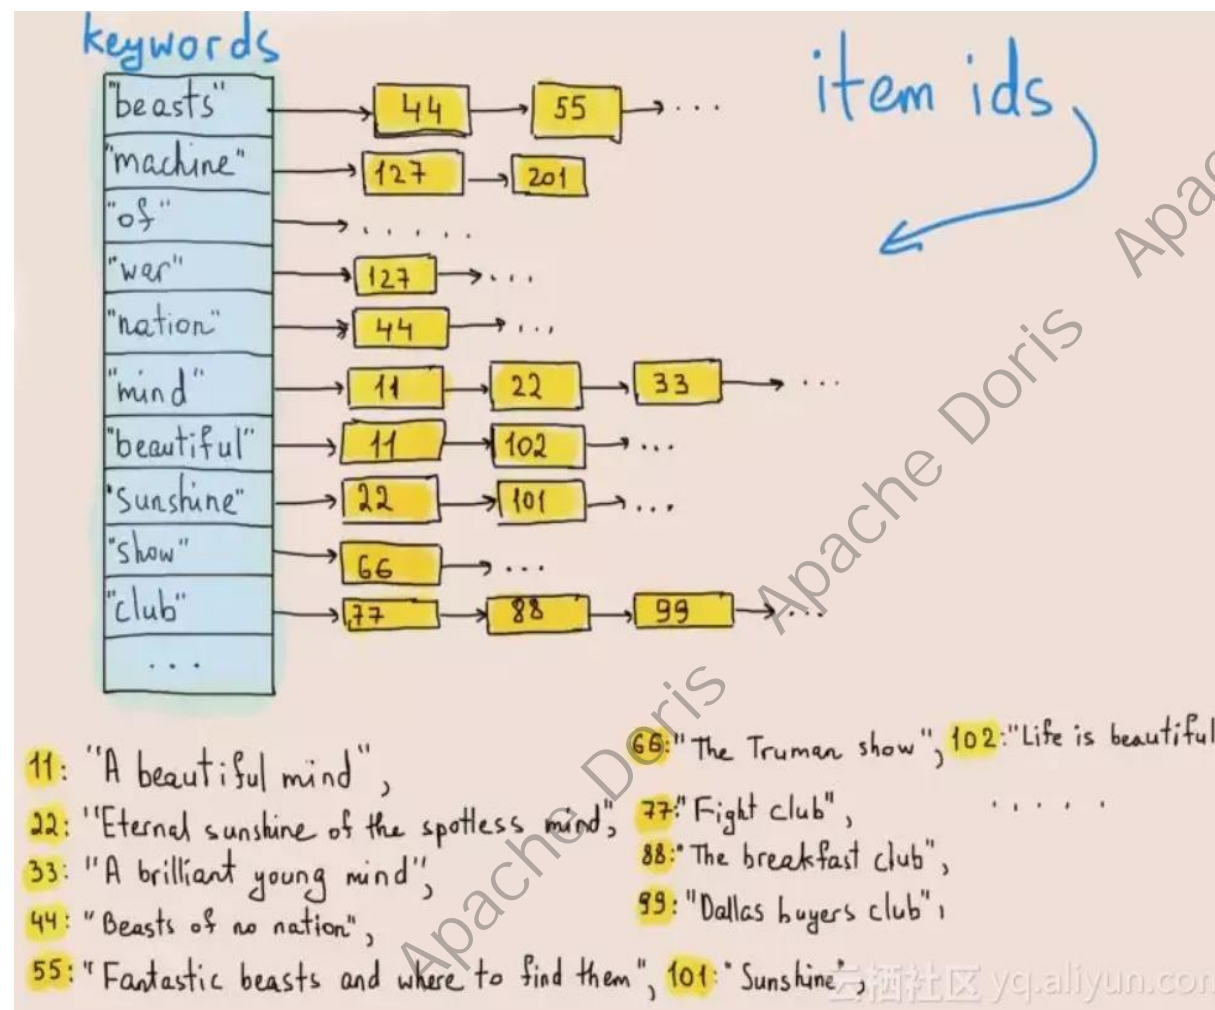 keywords
item ids
"beasts" 44 55 ...
"machine" 127 201
"of" .....
"war" 127 ...
"nation" 44 ...
"mind" 11 22 33 ...
"beautiful" 11 102 ...
"sunshine" 22 101 ...
"show" 66 ...
"club" 77 88 99 ...
...
11: "A beautiful mind",
22: "Eternal sunshine of the spotless mind",
33: "A brilliant young mind",
44: "Beasts of no nation",
55: "Fantastic beasts and where to find them", 101: "Sunshine",
66: "The Truman show", 102: "Life is beautiful
77: "Fight club", .....
88: "The breakfast club",
99: "Dallas buyers club",
Apache Doris
Apache Doris
Apac
云栖社区 yq.aliyun.com